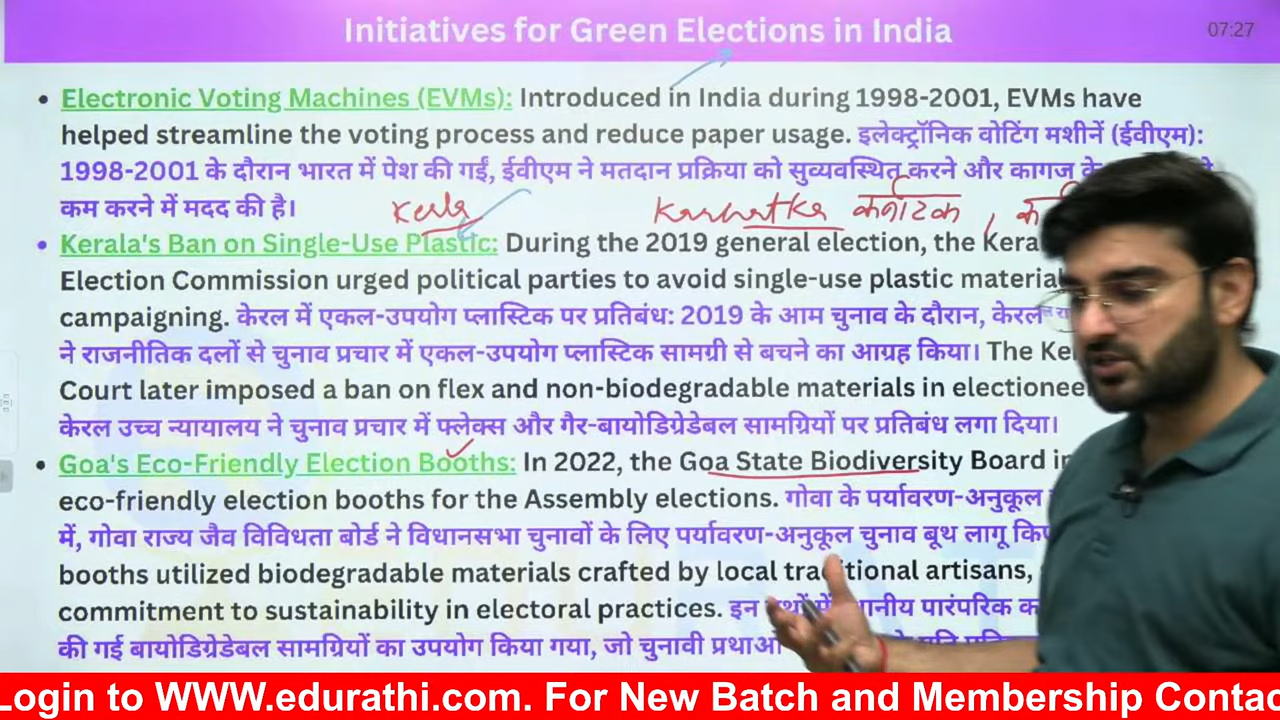 Initiatives for Green Elections in India
07:27
• Electronic Voting Machines (EVMs): Introduced in India during 1998-2001, EVMs have
helped streamline the voting process and reduce paper usage. इलेक्ट्रॉनिक वोटिंग मशीनें (ईवीएम):
1998-2001 के दौरान भारत में पेश की गईं, ईवीएम ने मतदान प्रक्रिया को सुव्यवस्थित करने और कागज के
कम करने में मदद की है।
Karnatka कर्नाटक ,
• Kerala's Ban on Single-Use Plastic: During the 2019 general election, the Kera
Election Commission urged political parties to avoid single-use plastic material
campaigning. केरल में एकल-उपयोग प्लास्टिक पर प्रतिबंध: 2019 के आम चुनाव के दौरान, केरल
ने राजनीतिक दलों से चुनाव प्रचार में एकल-उपयोग प्लास्टिक सामग्री से बचने का आग्रह किया। The Ke
Court later imposed a ban on flex and non-biodegradable materials in electionee
केरल उच्च न्यायालय ने चुनाव प्रचार में फ्लेक्स और गैर-बायोडिग्रेडेबल सामग्रियों पर प्रतिबंध लगा दिया।
• Goa's Eco-Friendly Election Booths: In 2022, the Goa State Biodiversity Board
eco-friendly election booths for the Assembly elections. गोवा के पर्यावरण-अनुकूल
में, गोवा राज्य जैव विविधता बोर्ड ने विधानसभा चुनावों के लिए पर्यावरण-अनुकूल चुनाव बूथ लागू
booths utilized biodegradable materials crafted by local traditional artisans,
commitment to sustainability in electoral practices. इन पारंपरिक
की गई बायोडिग्रेडेबल सामग्रियों का उपयोग किया गया, जो चुनावी
Login to WWW.edurathi.com. For New Batch and Membership Contac